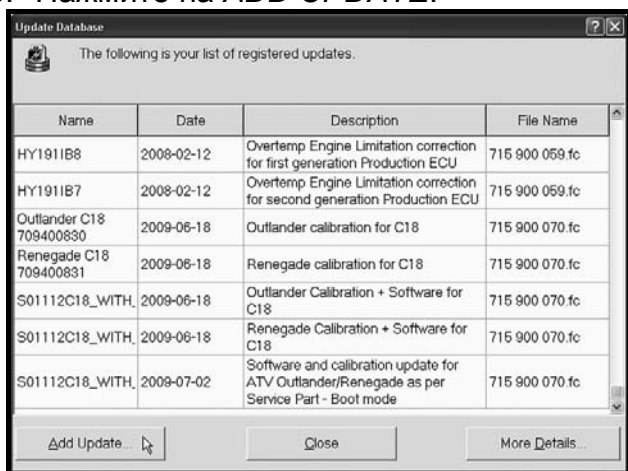 Нажмите на ADD UPDATE.
Update Database
The following is your list of registered updates.
Name Date Description File Name
HY191IB8 2008-02-12 Overtemp Engine Limitation correction for first generation Production ECU 715 900 059.fc
HY191IB7 2008-02-12 Overtemp Engine Limitation correction for second generation Production ECU 715 900 059.fc
Outlander C18 709400830 2009-06-18 Outlander calibration for C18 715 900 070.fc
Renegade C18 709400831 2009-06-18 Renegade calibration for C18 715 900 070.fc
S01112C18_WITH_ 2009-06-18 Outlander Calibration + Software for C18 715 900 070.fc
S01112C18_WITH_ 2009-06-18 Renegade Calibration + Software for C18 715 900 070.fc
S01112C18_WITH_ 2009-07-02 Software and calibration update for ATV Outlander/Renegade as per Service Part - Boot mode 715 900 070.fc
Add Update... Close More Details...